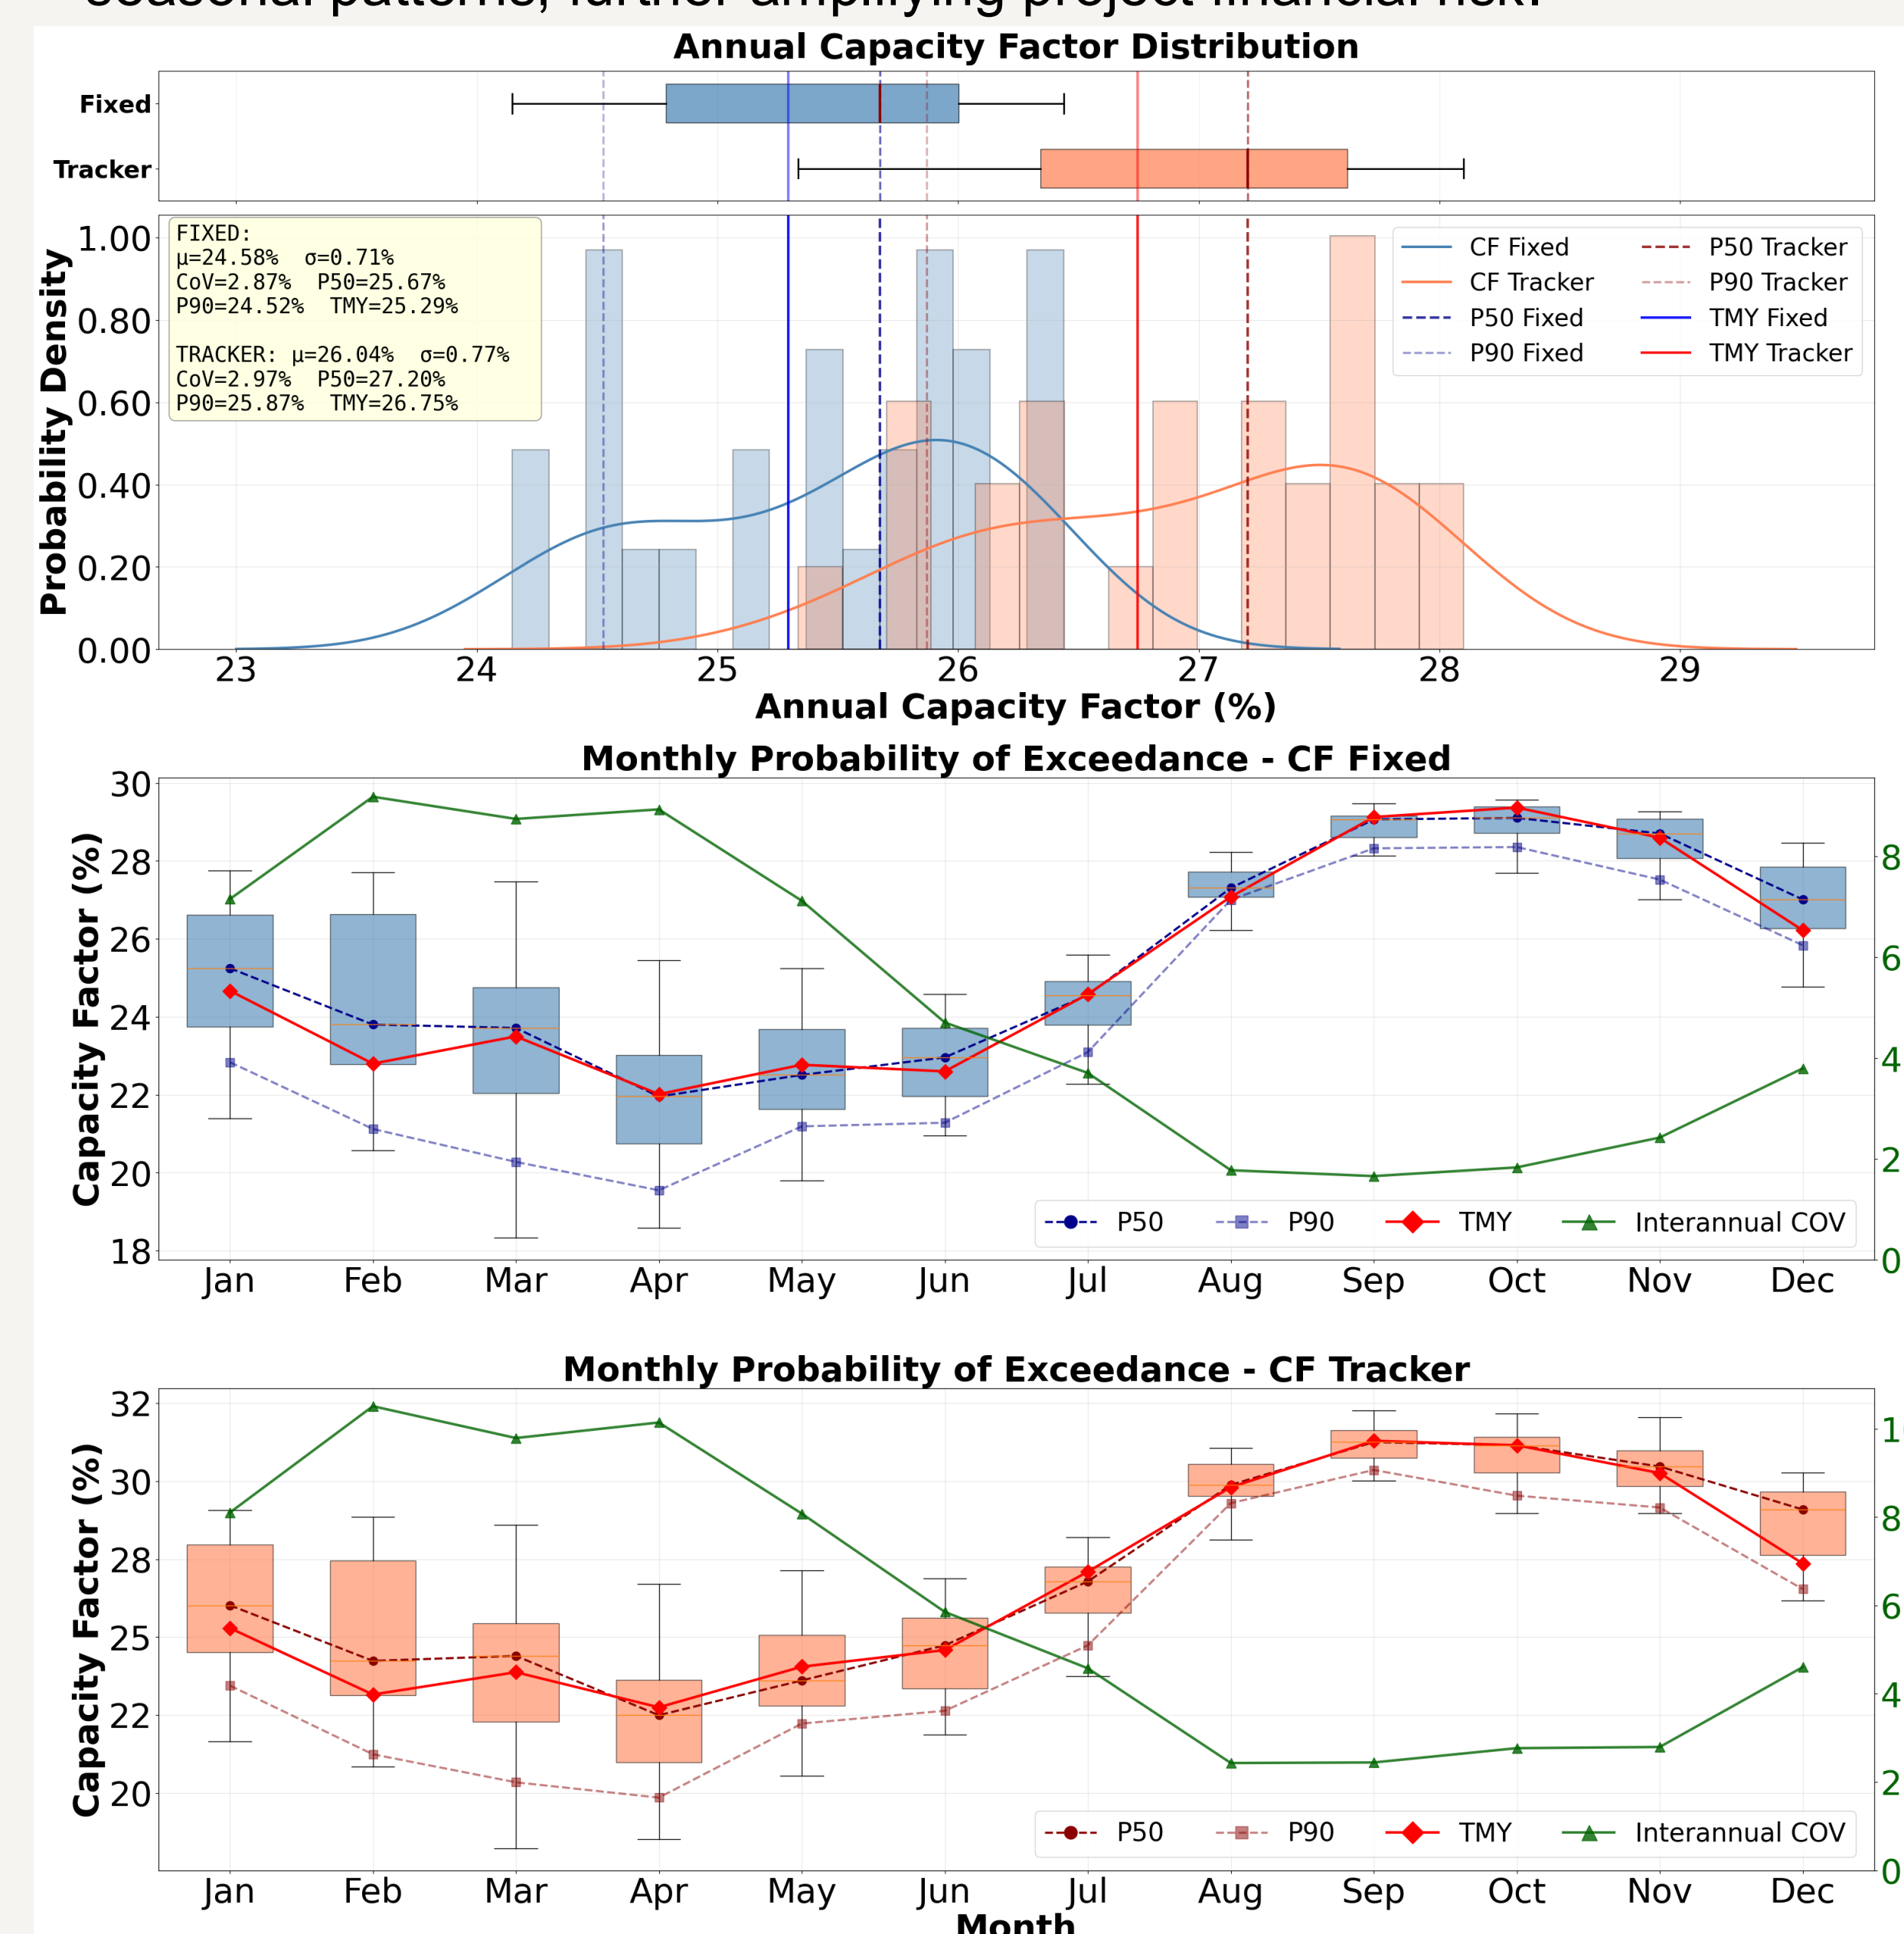 seasonal patterns, further amplifying project financial risk.
Annual Capacity Factor Distribution
Fixed
Tracker
FIXED:
μ=24.58% σ=0.71%
CoV=2.87% P50=25.67%
P90=24.52% TMY=25.29%
TRACKER: μ=26.04% σ=0.77%
CoV=2.97% P50=27.20%
P90=25.87% TMY=26.75%
CF Fixed
CF Tracker
P50 Fixed
P90 Fixed
P50 Tracker
P90 Tracker
TMY Fixed
TMY Tracker
Probability Density
1.00
0.80
0.60
0.40
0.20
0.00
23 24 25 26 27 28 29
Annual Capacity Factor (%)
Monthly Probability of Exceedance - CF Fixed
Capacity Factor (%)
30
28
26
24
22
20
18
8
6
4
2
0
P50 P90 TMY Interannual COV
Jan Feb Mar Apr May Jun Jul Aug Sep Oct Nov Dec
Monthly Probability of Exceedance - CF Tracker
Capacity Factor (%)
32
30
28
25
22
20
1
8
6
4
2
0
P50 P90 TMY Interannual COV
Jan Feb Mar Apr May Jun Jul Aug Sep Oct Nov Dec
Month